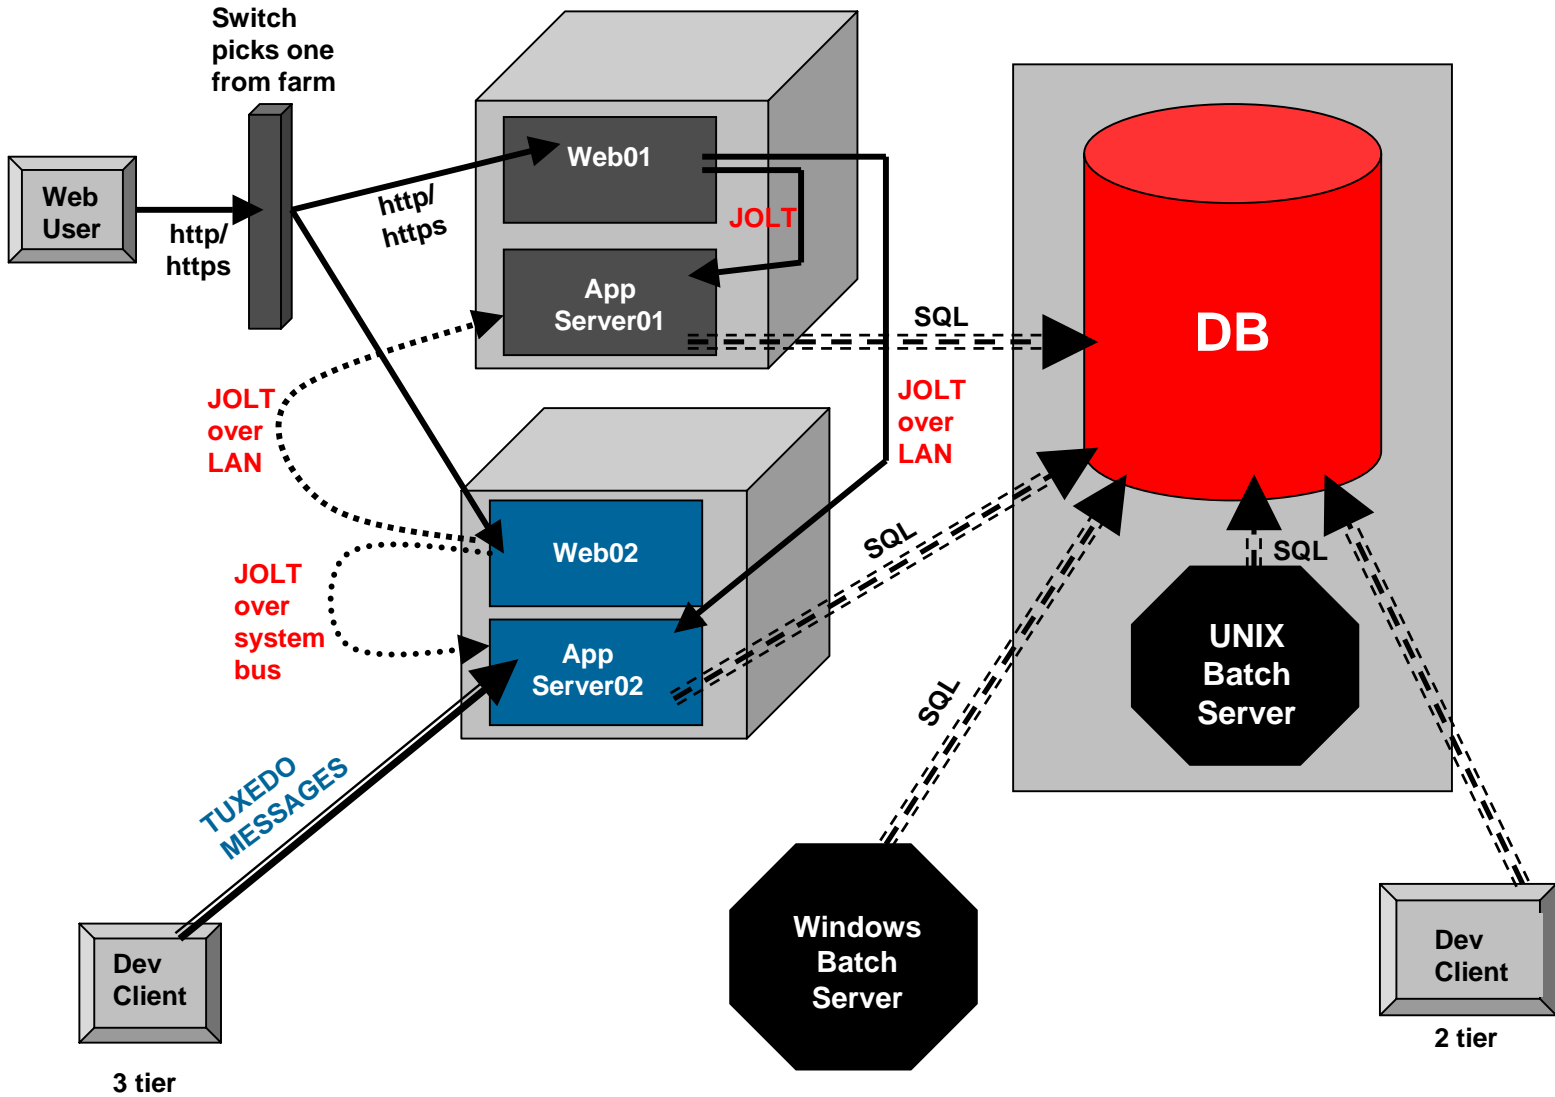 Switch
picks one
from farm
Web
User
http/
https
http/
https
Web01
JOLT
App
Server01
SQL
DB
JOLT
over
LAN
JOLT
over
LAN
Web02
SQL
SQL
JOLT
over
system
bus
App
Server02
UNIX
Batch
Server
SQL
TUXEDO
MESSAGES
Windows
Batch
Server
Dev
Client
2 tier
Dev
Client
3 tier